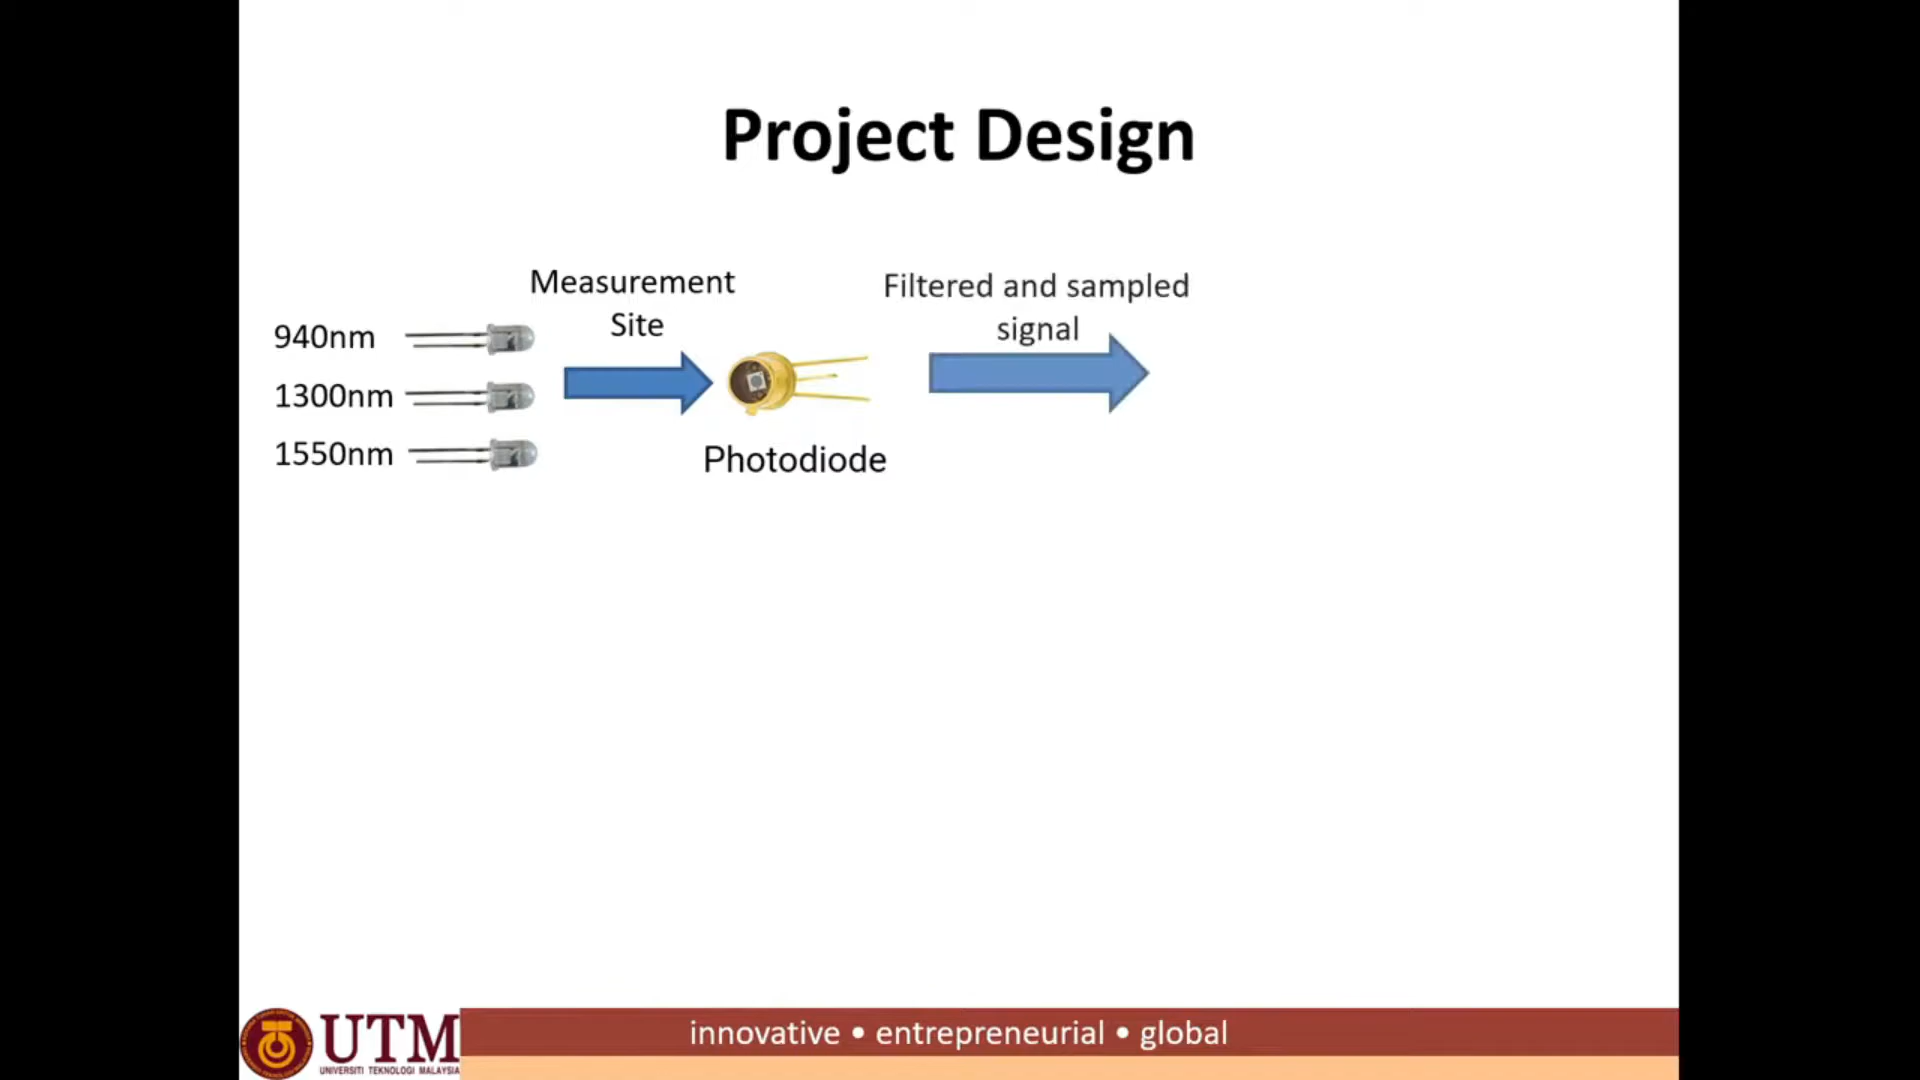 Project Design
Measurement
Site
Filtered and sampled
signal
940nm
1300nm
1550nm
Photodiode
UTM
UNIVERSITI TEKNOLOGI MALAYSIA
innovative • entrepreneurial • global